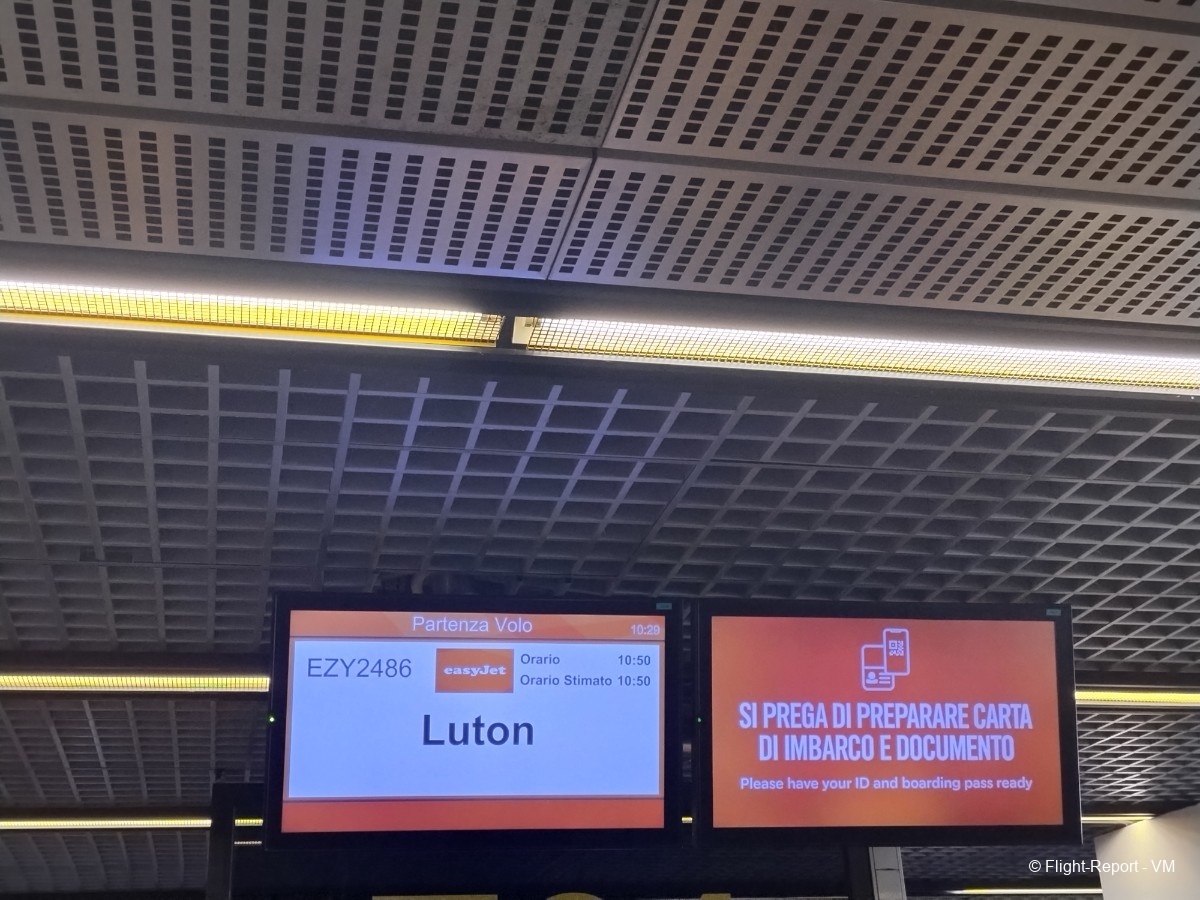 Partenza Volo
10:29
EZY2486
easyJet
Orario 10:50
Orario Stimato 10:50
Luton
SI PREGA DI PREPARARE CARTA
DI IMBARCO E DOCUMENTO
Please have your ID and boarding pass ready
© Flight-Report - VM